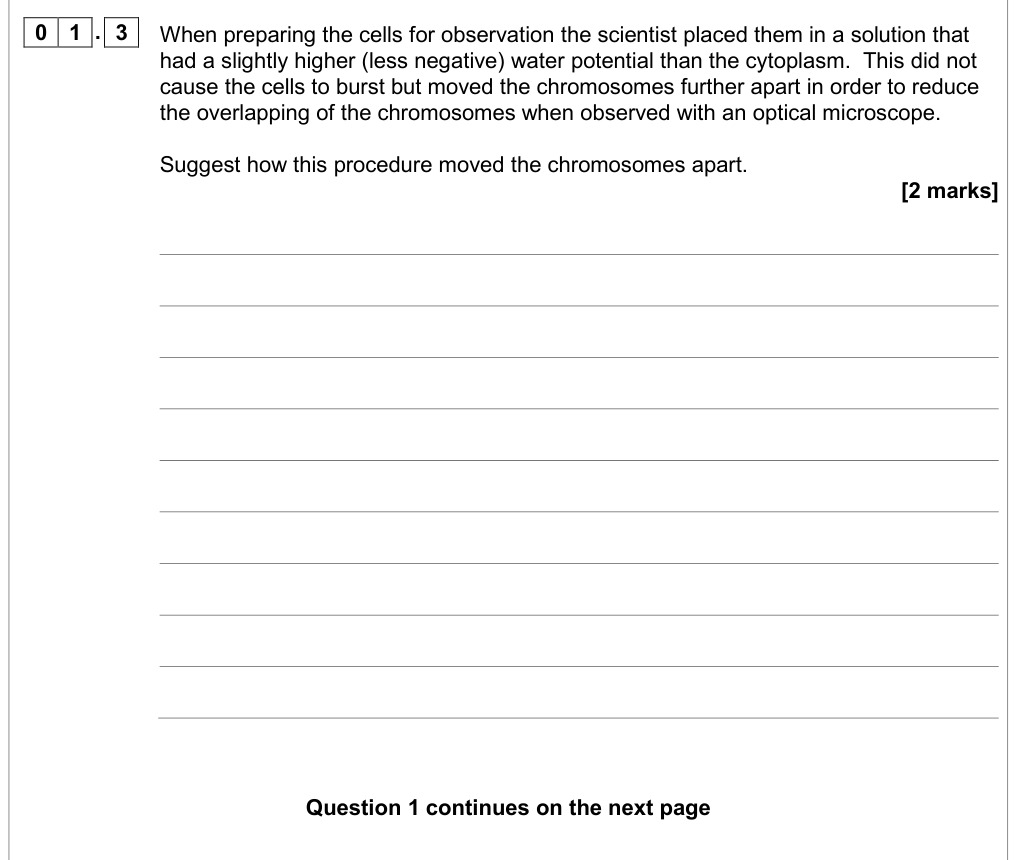 0 1 . 3 When preparing the cells for observation the scientist placed them in a solution that
had a slightly higher (less negative) water potential than the cytoplasm. This did not
cause the cells to burst but moved the chromosomes further apart in order to reduce
the overlapping of the chromosomes when observed with an optical microscope.
Suggest how this procedure moved the chromosomes apart.
[2 marks]
Question 1 continues on the next page